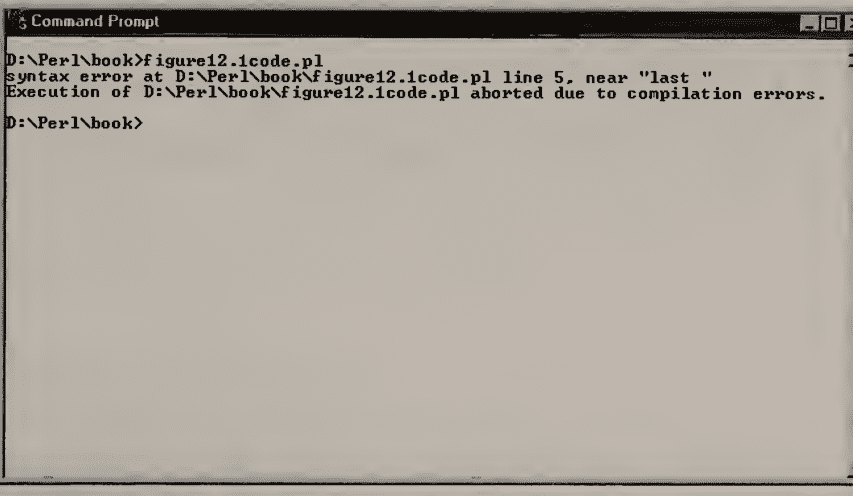 Command Prompt
D:\Perl\book>figure12.1code.pl
syntax error at D:\Perl\book\figure12.1code.pl line 5, near "last "
Execution of D:\Perl\book\figure12.1code.pl aborted due to compilation errors.
D:\Perl\book>